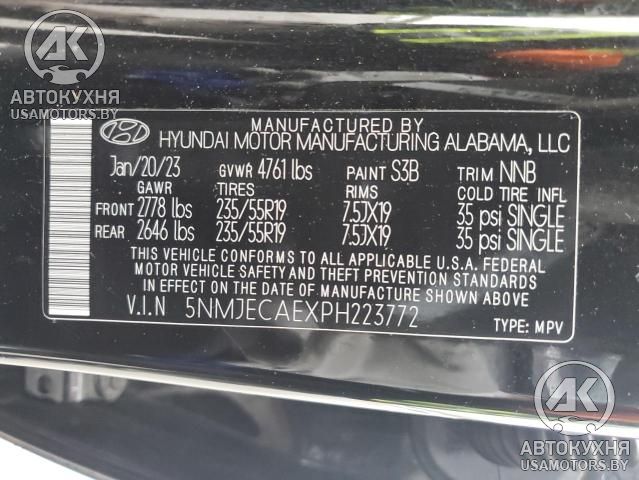 AK
АВТОКУХНЯ
USAMOTORS.BY
MANUFACTURED BY
HYUNDAI MOTOR MANUFACTURING ALABAMA, LLC
Jan/20/23 GVWR 4761 lbs PAINT S3B TRIM NNB
GAWR TIRES RIMS COLD TIRE INFL
FRONT 2778 lbs 235/55R19 7.5JX19 35 psi SINGLE
REAR 2646 lbs 235/55R19 7.5JX19 35 psi SINGLE
THIS VEHICLE CONFORMS TO ALL APPLICABLE U.S.A. FEDERAL
MOTOR VEHICLE SAFETY AND THEFT PREVENTION STANDARDS
IN EFFECT ON THE DATE OF MANUFACTURE SHOWN ABOVE.
V.I.N 5NMJECAEXPH223772
TYPE: MPV
AK
АВТОКУХНЯ
USAMOTORS.BY